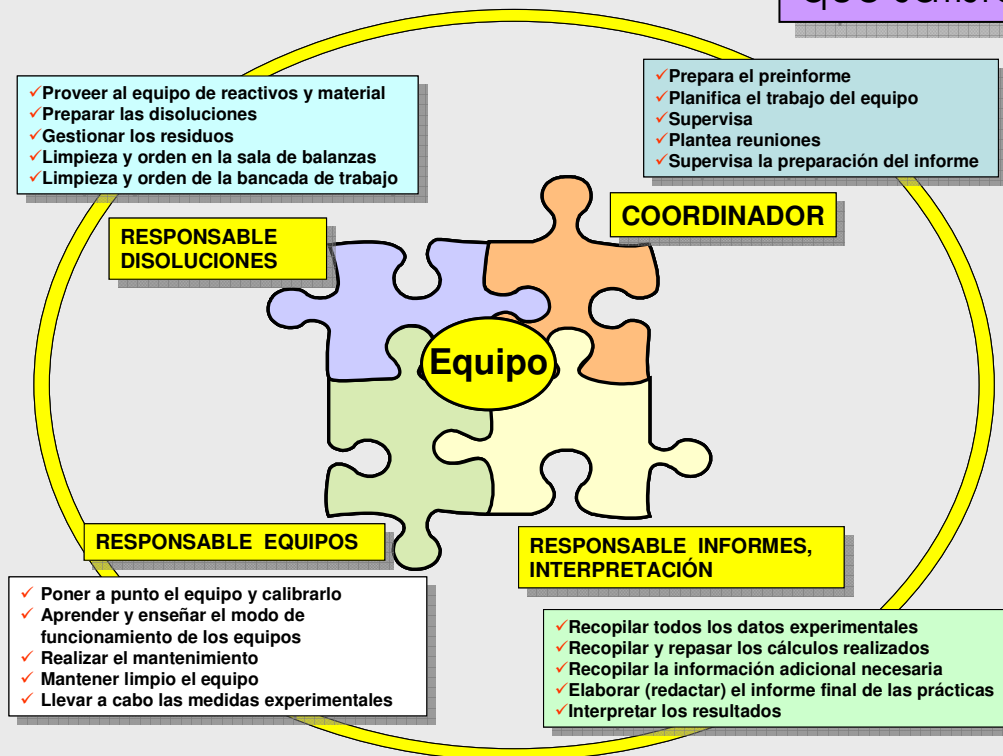 ✓Proveer al equipo de reactivos y material
✓Preparar las disoluciones
✓Gestionar los residuos
✓Limpieza y orden en la sala de balanzas
✓Limpieza y orden de la bancada de trabajo
✓Prepara el preinforme
✓Planifica el trabajo del equipo
✓Supervisa
✓Plantea reuniones
✓Supervisa la preparación del informe
RESPONSABLE
DISOLUCIONES
COORDINADOR
Equipo
RESPONSABLE EQUIPOS
RESPONSABLE INFORMES,
INTERPRETACIÓN
✓ Poner a punto el equipo y calibrarlo
✓ Aprender y enseñar el modo de
funcionamiento de los equipos
✓ Realizar el mantenimiento
✓ Mantener limpio el equipo
✓ Llevar a cabo las medidas experimentales
✓Recopilar todos los datos experimentales
✓Recopilar y repasar los cálculos realizados
✓Recopilar la información adicional necesaria
✓Elaborar (redactar) el informe final de las prácticas
✓Interpretar los resultados